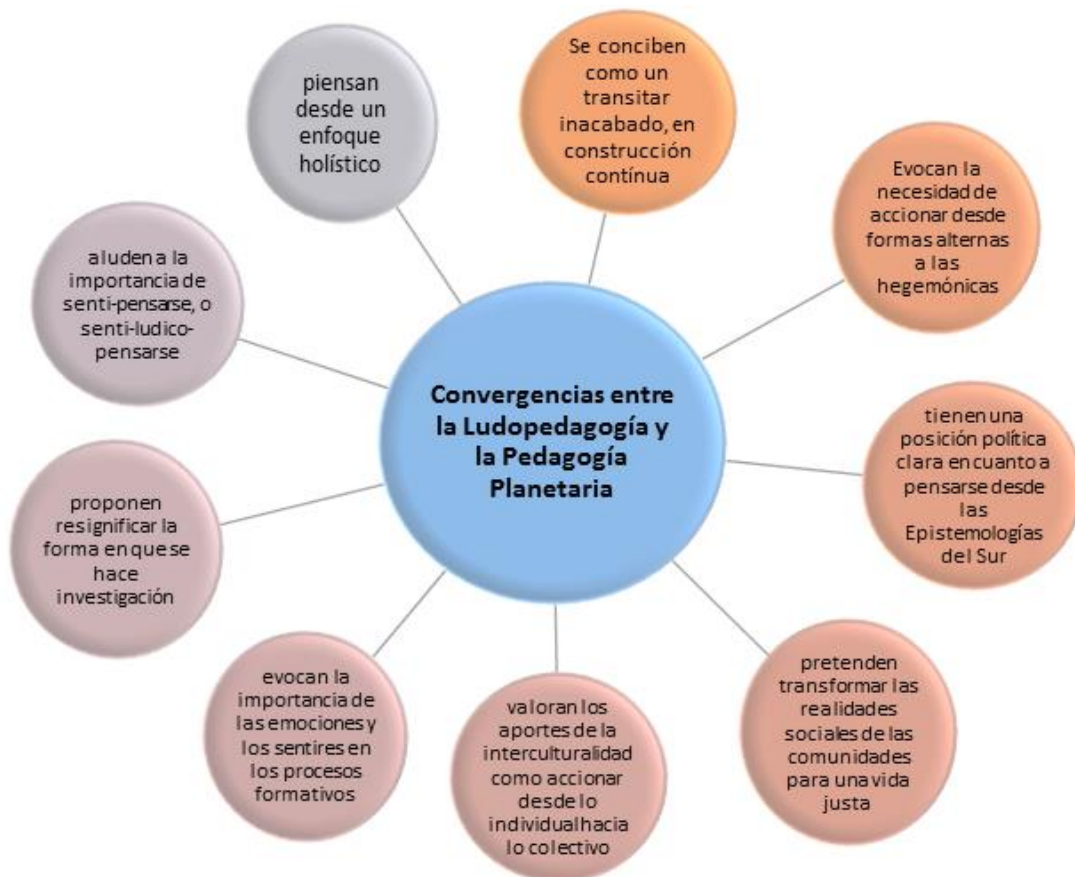 Convergencias entre
la Ludopedagogía y
la Pedagogía
Planetaria
Se conciben
como un
transitar
inacabado, en
construcción
contínua
Evocan la
necesidad de
accionar desde
formas alternas
a las
hegemónicas
tienen una
posición política
clara en cuanto a
pensarse desde
las
Epistemologías
del Sur
pretenden
transformar las
realidades
sociales de las
comunidades
para una vida
justa
valoran los
aportes de la
interculturalidad
como accionar
desde lo
individual hacia
lo colectivo
evocan la
importancia de
las emociones y
los sentires en
los procesos
formativos
proponen
resignificar la
forma en que se
hace
investigación
aluden a la
importancia de
senti-pensarse, o
senti-ludico-
pensarse
piensan
desde un
enfoque
holístico